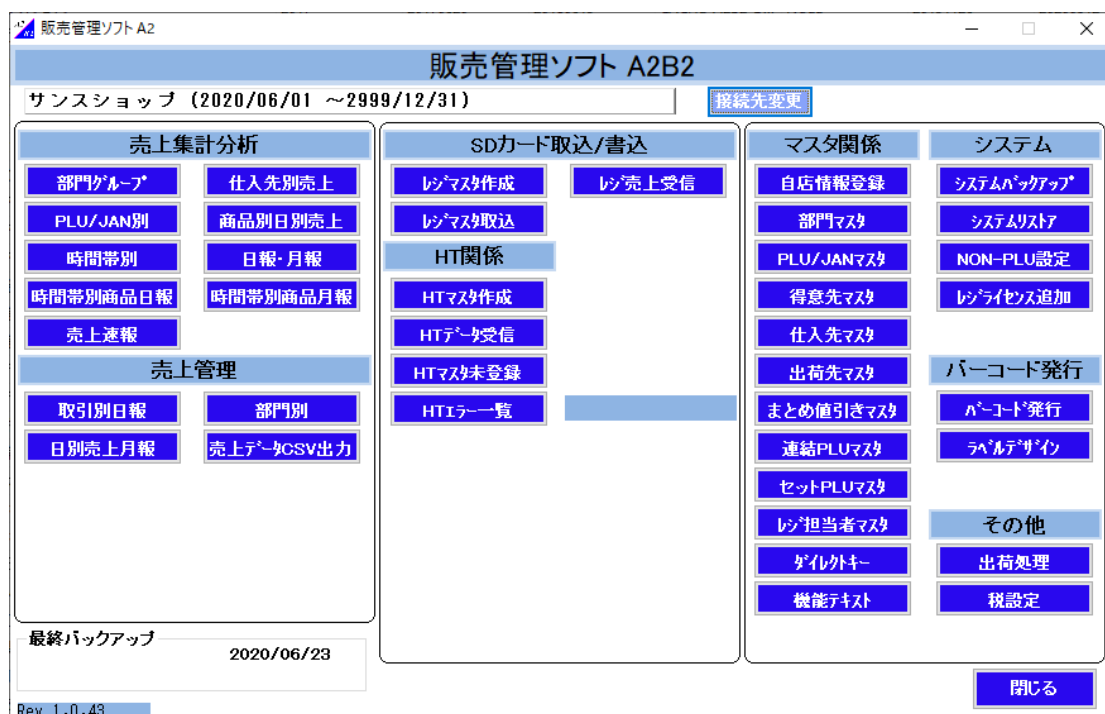 販売管理ソフト A2
販売管理ソフト A2B2
サンスショップ (2020/06/01 ～2999/12/31)
接続先変更
売上集計分析
部門ｸﾞﾙｰﾌﾟ 仕入先別売上
PLU/JAN別 商品別日別売上
時間帯別 日報･月報
時間帯別商品日報 時間帯別商品月報
売上速報
売上管理
取引別日報 部門別
日別売上月報 売上ﾃﾞｰﾀCSV出力
SDカード取込/書込
ﾚｼﾞﾏｽﾀ作成 ﾚｼﾞ売上受信
ﾚｼﾞﾏｽﾀ取込
HT関係
HTﾏｽﾀ作成
HTﾃﾞｰﾀ受信
HTﾏｽﾀ未登録
HTｴﾗｰ一覧
マスタ関係
自店情報登録
部門ﾏｽﾀ
PLU/JANﾏｽﾀ
得意先ﾏｽﾀ
仕入先ﾏｽﾀ
出荷先ﾏｽﾀ
まとめ値引きﾏｽﾀ
連結PLUﾏｽﾀ
セットPLUﾏｽﾀ
ﾚｼﾞ担当者ﾏｽﾀ
ﾀﾞｲﾚｸﾄｷｰ
機能ﾃｷｽﾄ
システム
ｼｽﾃﾑﾊﾞｯｸｱｯﾌﾟ
ｼｽﾃﾑﾘｽﾄｱ
NON-PLU設定
ﾚｼﾞﾗｲｾﾝｽ追加
バーコード発行
ﾊﾞｰｺｰﾄﾞ発行
ﾗﾍﾞﾙﾃﾞｻﾞｲﾝ
その他
出荷処理
税設定
最終バックアップ
2020/06/23
閉じる
Rev 1.0.43